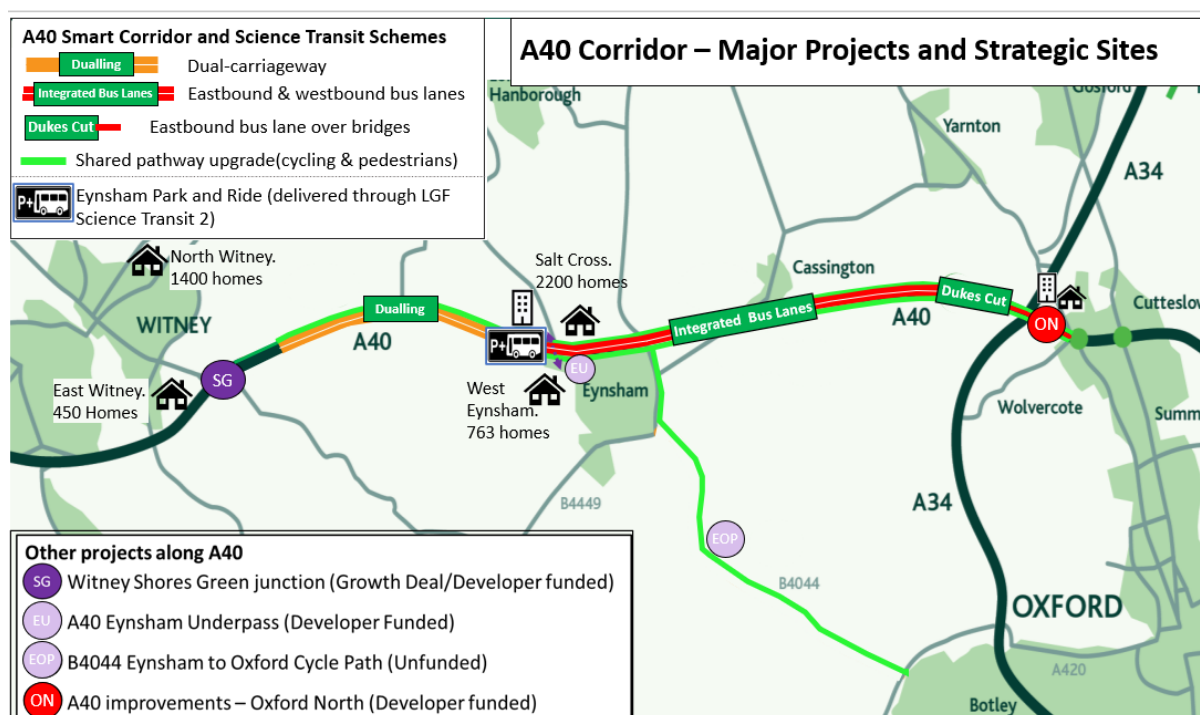 A40 Smart Corridor and Science Transit Schemes
Dualling
Dual-carriageway
Integrated Bus Lanes
Eastbound & westbound bus lanes
Dukes Cut
Eastbound bus lane over bridges
Shared pathway upgrade(cycling & pedestrians)
P+
Eynsham Park and Ride (delivered through LGF
Science Transit 2)
A40 Corridor – Major Projects and Strategic Sites
Hanborough
Yarnton
A34
North Witney.
1400 homes
Salt Cross.
2200 homes
Cassington
WITNEY
Dualling
A40
P+
Integrated Bus Lanes
A40
Dukes Cut
ON
SG
East Witney.
450 Homes
West
Eynsham.
763 homes
EU
Eynsham
Wolvercote
B4449
A34
EOP
B4044
OXFORD
A420
Botley
Other projects along A40
SG
Witney Shores Green junction (Growth Deal/Developer funded)
EU
A40 Eynsham Underpass (Developer Funded)
EOP
B4044 Eynsham to Oxford Cycle Path (Unfunded)
ON
A40 improvements – Oxford North (Developer funded)